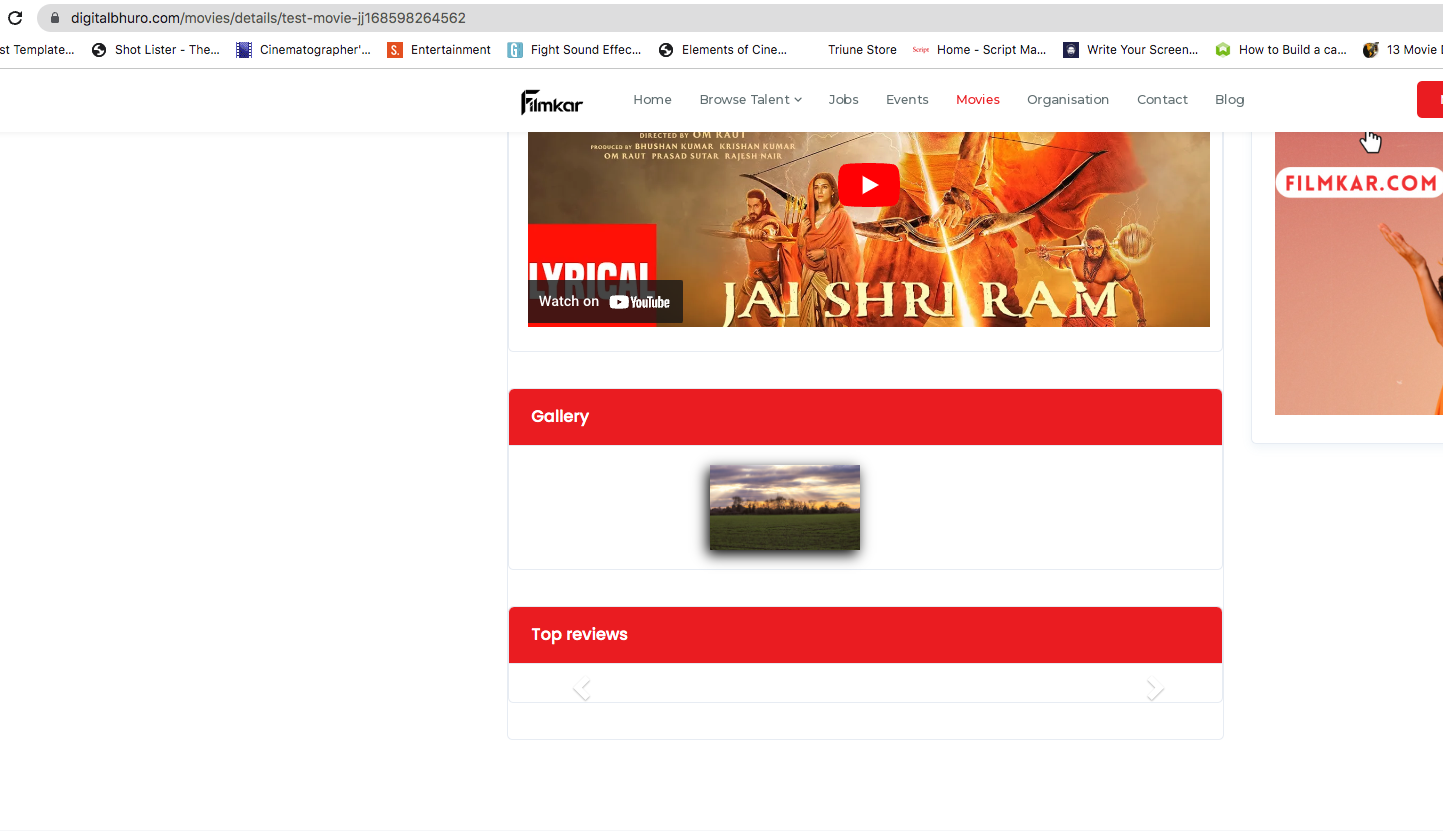 digitalbhuro.com/movies/details/test-movie-jj168598264562
st Template... Shot Lister - The... Cinematographer'... S. Entertainment G Fight Sound Effec... Elements of Cine... Triune Store Script Home - Script Ma... Write Your Screen... How to Build a ca... 13 Movie
Filmkar Home Browse Talent Jobs Events Movies Organisation Contact Blog
DIRECTED BY OM RAUT
PRODUCED BY BHUSHAN KUMAR KRISHAN KUMAR
OM RAUT PRASAD SUTAR RAJESH NAIR
FILMKAR.COM
LYRICAL
Watch on YouTube
JAI SHRI RAM
Gallery
Top reviews